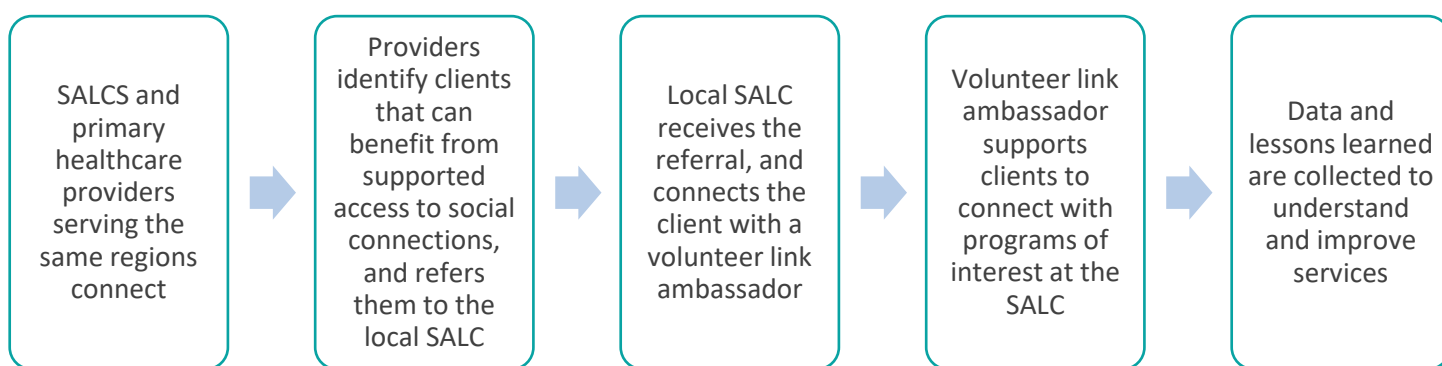 SALCS and
primary
healthcare
providers
serving the
same regions
connect
Providers
identify clients
that can
benefit from
supported
access to social
connections,
and refers
them to the
local SALC
Local SALC
receives the
referral, and
connects the
client with a
volunteer link
ambassador
Volunteer link
ambassador
supports
clients to
connect with
programs of
interest at the
SALC
Data and
lessons learned
are collected to
understand
and improve
services